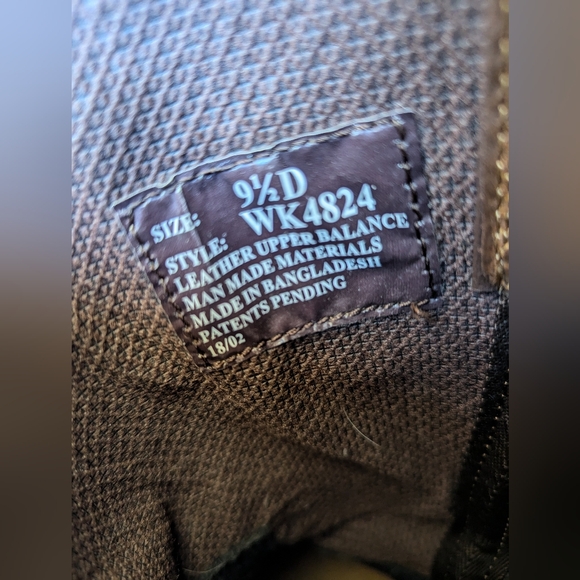 SIZE: 9½D
STYLE: WK4824
LEATHER UPPER BALANCE
MAN MADE MATERIALS
MADE IN BANGLADESH
PATENTS PENDING
18/02